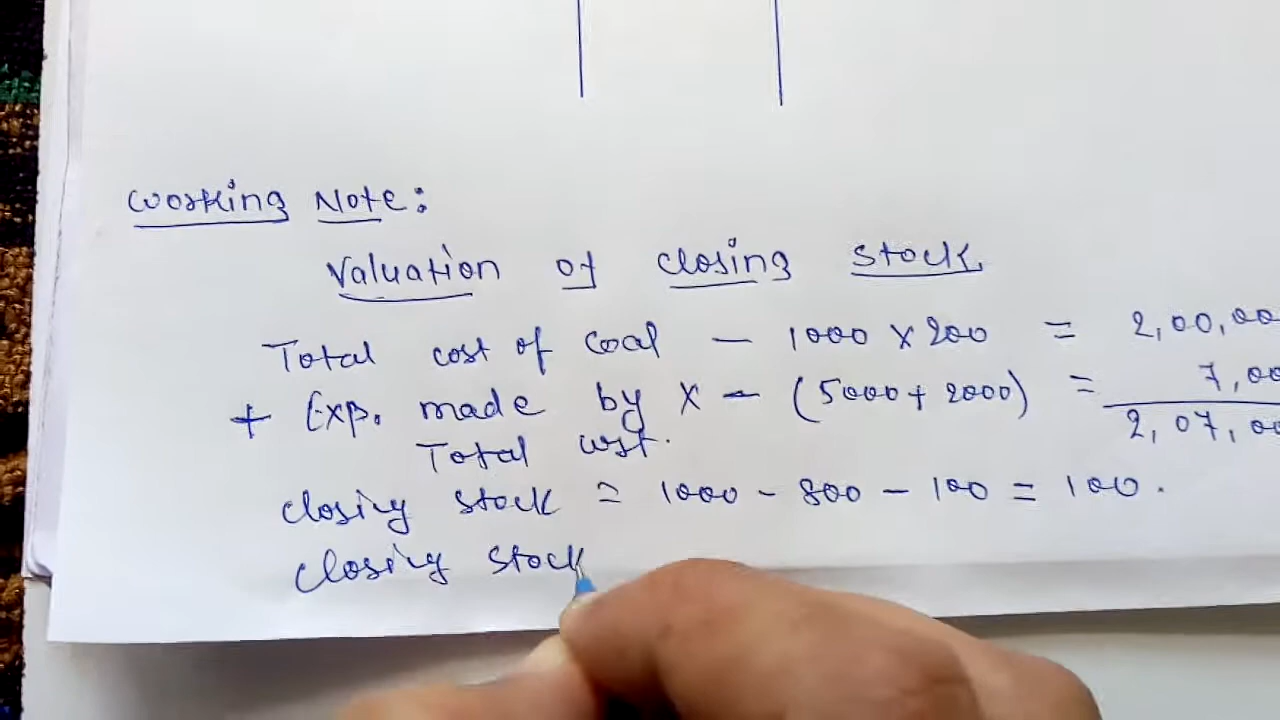 Working Note:
Valuation of closing stock
Total cost of coal - 1000 x 200 = 2,00,00
+ Exp. made by X - (5000 + 2000) = 7,00
2,07,00
Total cost.
closing stock = 1000 - 800 - 100 = 100.
closing stock